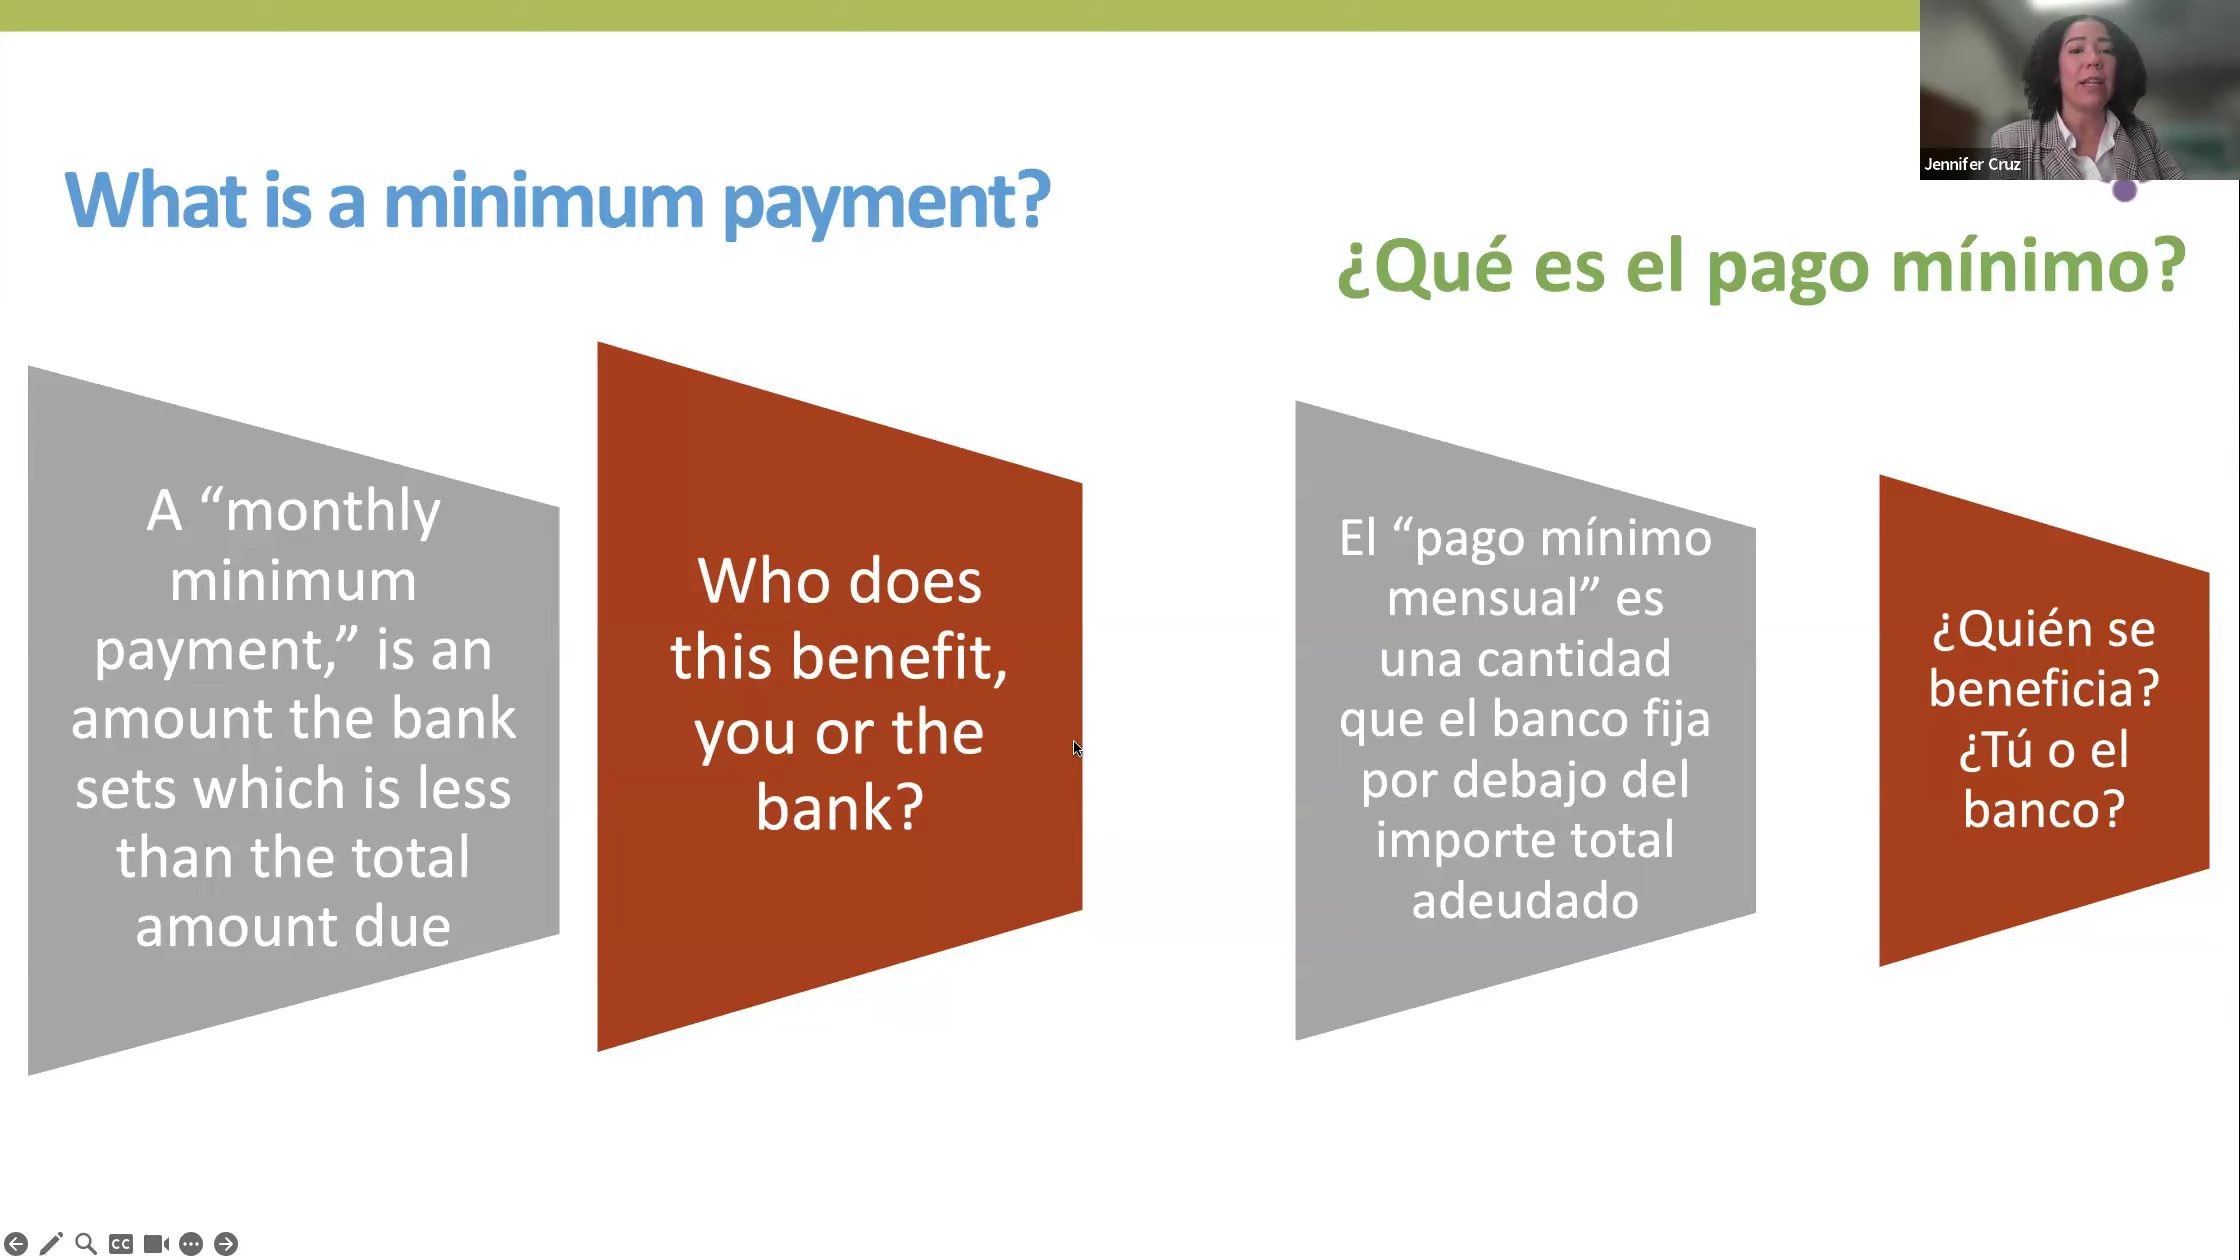 Jennifer Cruz
What is a minimum payment?
¿Qué es el pago mínimo?
A “monthly
minimum
payment,” is an
amount the bank
sets which is less
than the total
amount due
Who does
this benefit,
you or the
bank?
El “pago mínimo
mensual” es
una cantidad
que el banco fija
por debajo del
importe total
adeudado
¿Quién se
beneficia?
¿Tú o el
banco?
CC